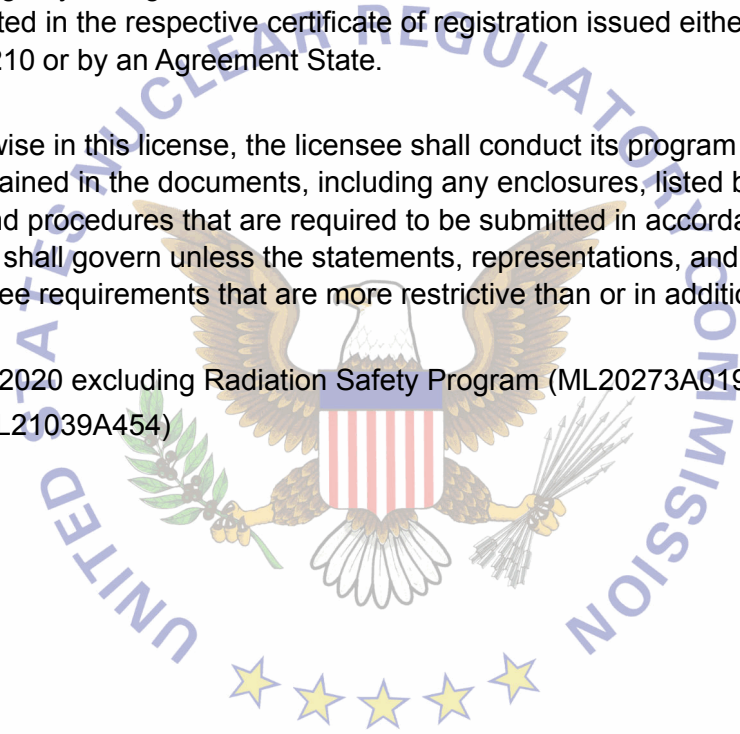 ted in the respective certificate of registration issued eithe
210 or by an Agreement State.
wise in this license, the licensee shall conduct its program
tained in the documents, including any enclosures, listed b
nd procedures that are required to be submitted in accorda
shall govern unless the statements, representations, and
ee requirements that are more restrictive than or in additio
2020 excluding Radiation Safety Program (ML20273A019
L21039A454)
UNITED STATES NUCLEAR REGULATORY COMMISSION